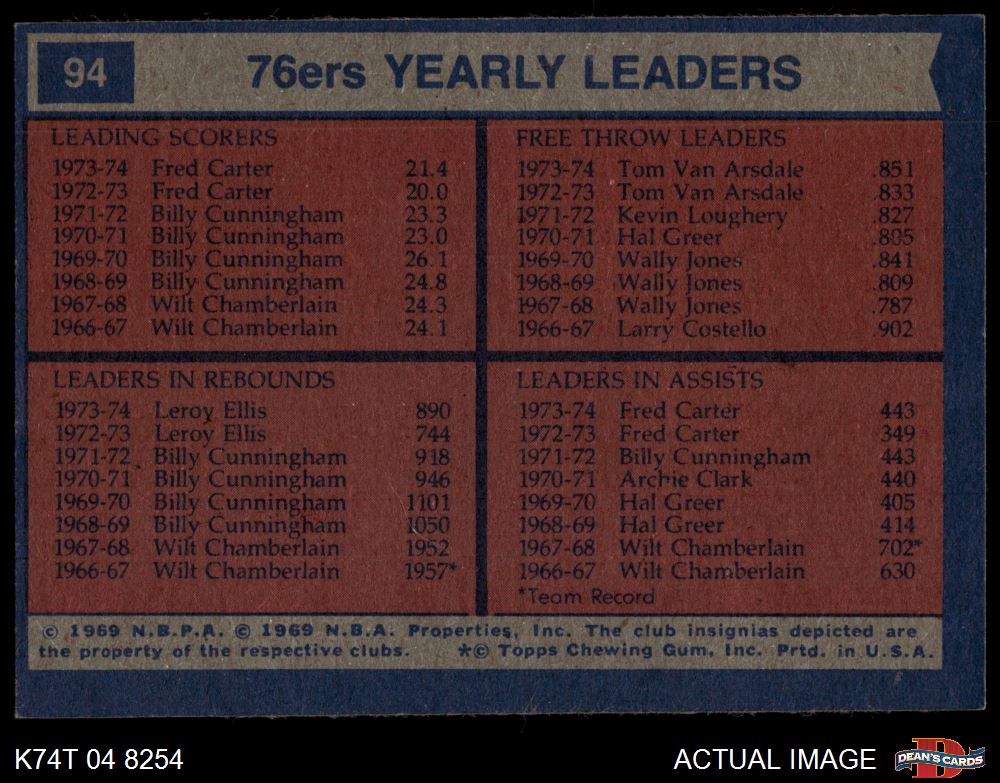 94
76ers YEARLY LEADERS
LEADING SCORERS
1973-74 Fred Carter 21.4
1972-73 Fred Carter 20.0
1971-72 Billy Cunningham 23.3
1970-71 Billy Cunningham 23.0
1969-70 Billy Cunningham 26.1
1968-69 Billy Cunningham 24.8
1967-68 Wilt Chamberlain 24.3
1966-67 Wilt Chamberlain 24.1
FREE THROW LEADERS
1973-74 Tom Van Arsdale .851
1972-73 Tom Van Arsdale .833
1971-72 Kevin Loughery .827
1970-71 Hal Greer .805
1969-70 Wally Jones .841
1968-69 Wally Jones .809
1967-68 Wally Jones .787
1966-67 Larry Costello .902
LEADERS IN REBOUNDS
1973-74 Leroy Ellis 890
1972-73 Leroy Ellis 744
1971-72 Billy Cunningham 918
1970-71 Billy Cunningham 946
1969-70 Billy Cunningham 1101
1968-69 Billy Cunningham 1050
1967-68 Wilt Chamberlain 1952
1966-67 Wilt Chamberlain 1957*
LEADERS IN ASSISTS
1973-74 Fred Carter 443
1972-73 Fred Carter 349
1971-72 Billy Cunningham 443
1970-71 Archie Clark 440
1969-70 Hal Greer 405
1968-69 Hal Greer 414
1967-68 Wilt Chamberlain 702*
1966-67 Wilt Chamberlain 630
*Team Record
© 1969 N.B.P.A. © 1969 N.B.A. Properties, Inc. The club insignias depicted are
the property of the respective clubs. *© Topps Chewing Gum, Inc. Prtd. in U.S.A.
K74T 04 8254
ACTUAL IMAGE
D
DEAN'S CARDS